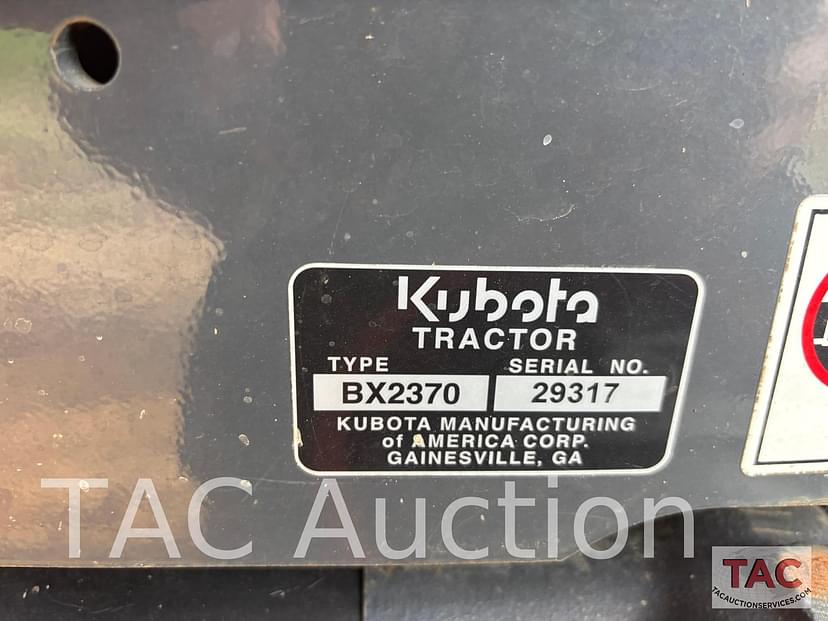 Kubota
TRACTOR
TYPE SERIAL NO.
BX2370 29317
KUBOTA MANUFACTURING
of AMERICA CORP.
GAINESVILLE, GA
TAC Auction
TAC
TACAUCTIONSERVICES.COM